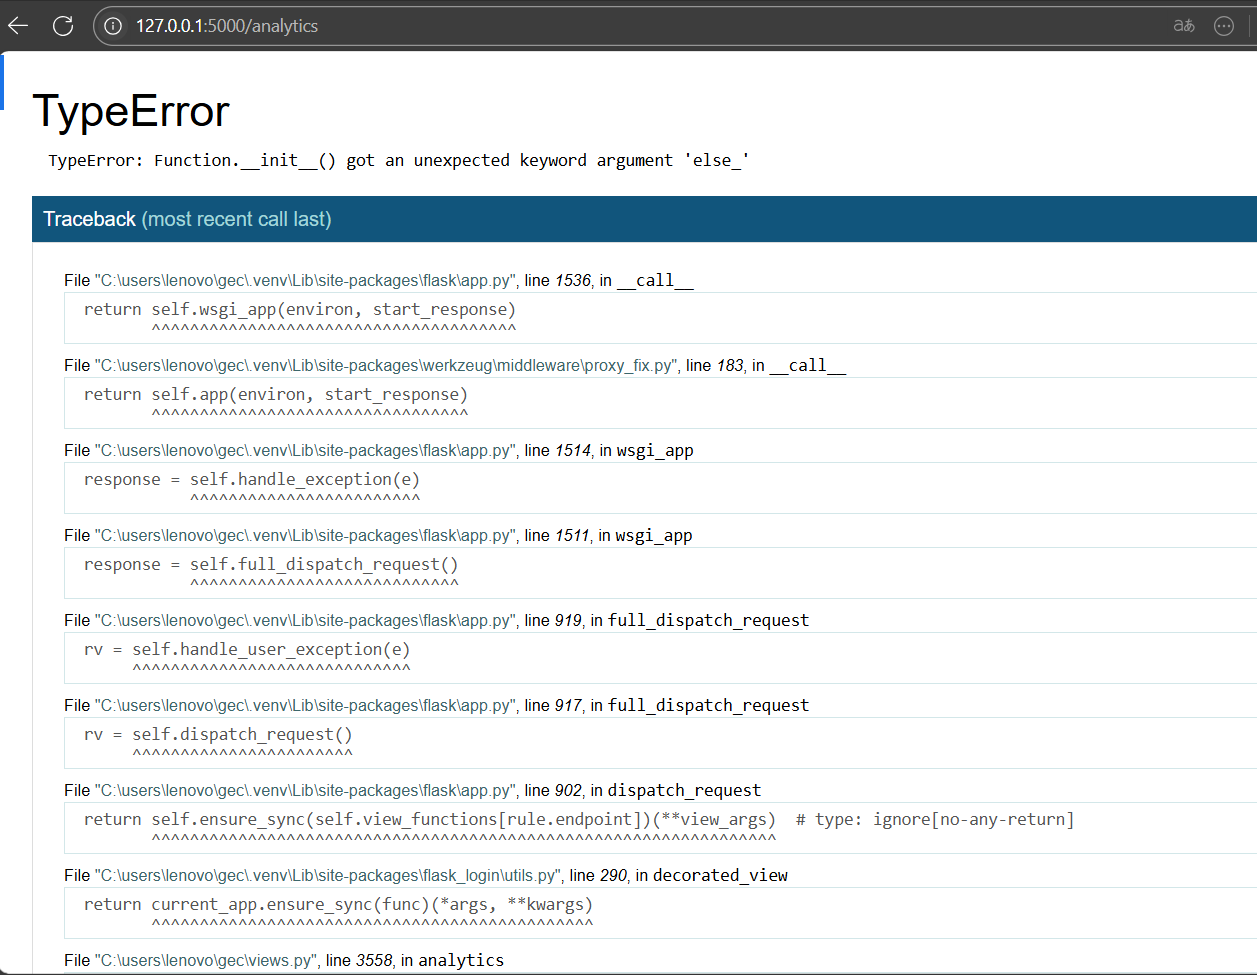 127.0.0.1:5000/analytics
aあ
TypeError
TypeError: Function.__init__() got an unexpected keyword argument 'else_'
Traceback (most recent call last)
File "C:\users\lenovo\gec\.venv\Lib\site-packages\flask\app.py", line 1536, in __call__
return self.wsgi_app(environ, start_response)
^^^^^^^^^^^^^^^^^^^^^^^^^^^^^^^^^^^^^^
File "C:\users\lenovo\gec\.venv\Lib\site-packages\werkzeug\middleware\proxy_fix.py", line 183, in __call__
return self.app(environ, start_response)
^^^^^^^^^^^^^^^^^^^^^^^^^^^^^^^^^
File "C:\users\lenovo\gec\.venv\Lib\site-packages\flask\app.py", line 1514, in wsgi_app
response = self.handle_exception(e)
^^^^^^^^^^^^^^^^^^^^^^^^
File "C:\users\lenovo\gec\.venv\Lib\site-packages\flask\app.py", line 1511, in wsgi_app
response = self.full_dispatch_request()
^^^^^^^^^^^^^^^^^^^^^^^^^^^^
File "C:\users\lenovo\gec\.venv\Lib\site-packages\flask\app.py", line 919, in full_dispatch_request
rv = self.handle_user_exception(e)
^^^^^^^^^^^^^^^^^^^^^^^^^^^^^
File "C:\users\lenovo\gec\.venv\Lib\site-packages\flask\app.py", line 917, in full_dispatch_request
rv = self.dispatch_request()
^^^^^^^^^^^^^^^^^^^^^^^
File "C:\users\lenovo\gec\.venv\Lib\site-packages\flask\app.py", line 902, in dispatch_request
return self.ensure_sync(self.view_functions[rule.endpoint])(**view_args)  # type: ignore[no-any-return]
^^^^^^^^^^^^^^^^^^^^^^^^^^^^^^^^^^^^^^^^^^^^^^^^^^^^^^^^^^^^^^^^^
File "C:\users\lenovo\gec\.venv\Lib\site-packages\flask_login\utils.py", line 290, in decorated_view
return current_app.ensure_sync(func)(*args, **kwargs)
^^^^^^^^^^^^^^^^^^^^^^^^^^^^^^^^^^^^^^^^^^^^^^
File "C:\users\lenovo\gec\views.py", line 3558, in analytics